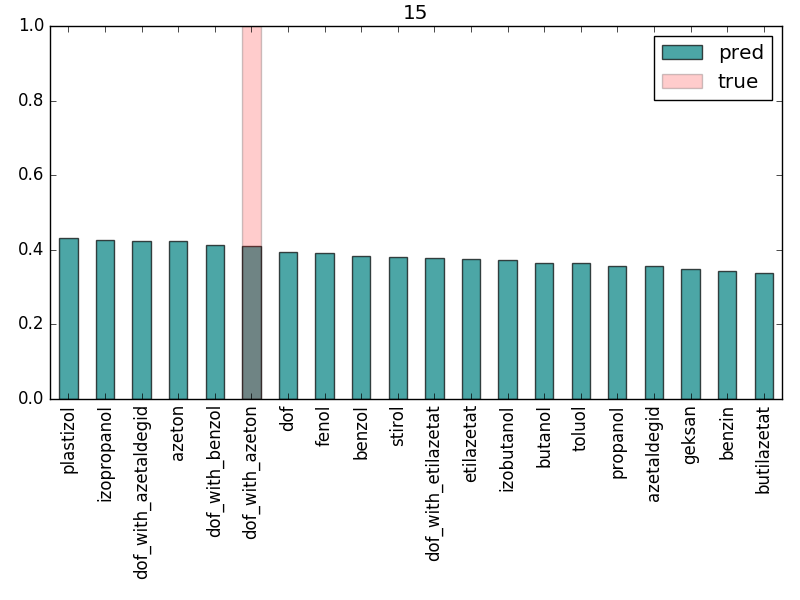 15
1.0
0.8
0.6
0.4
0.2
0.0
pred
true
plastizol
izopropanol
dof_with_azetaldegid
azeton
dof_with_benzol
dof_with_azeton
dof
fenol
benzol
stirol
dof_with_etilazetat
etilazetat
izobutanol
butanol
toluol
propanol
azetaldegid
geksan
benzin
butilazetat